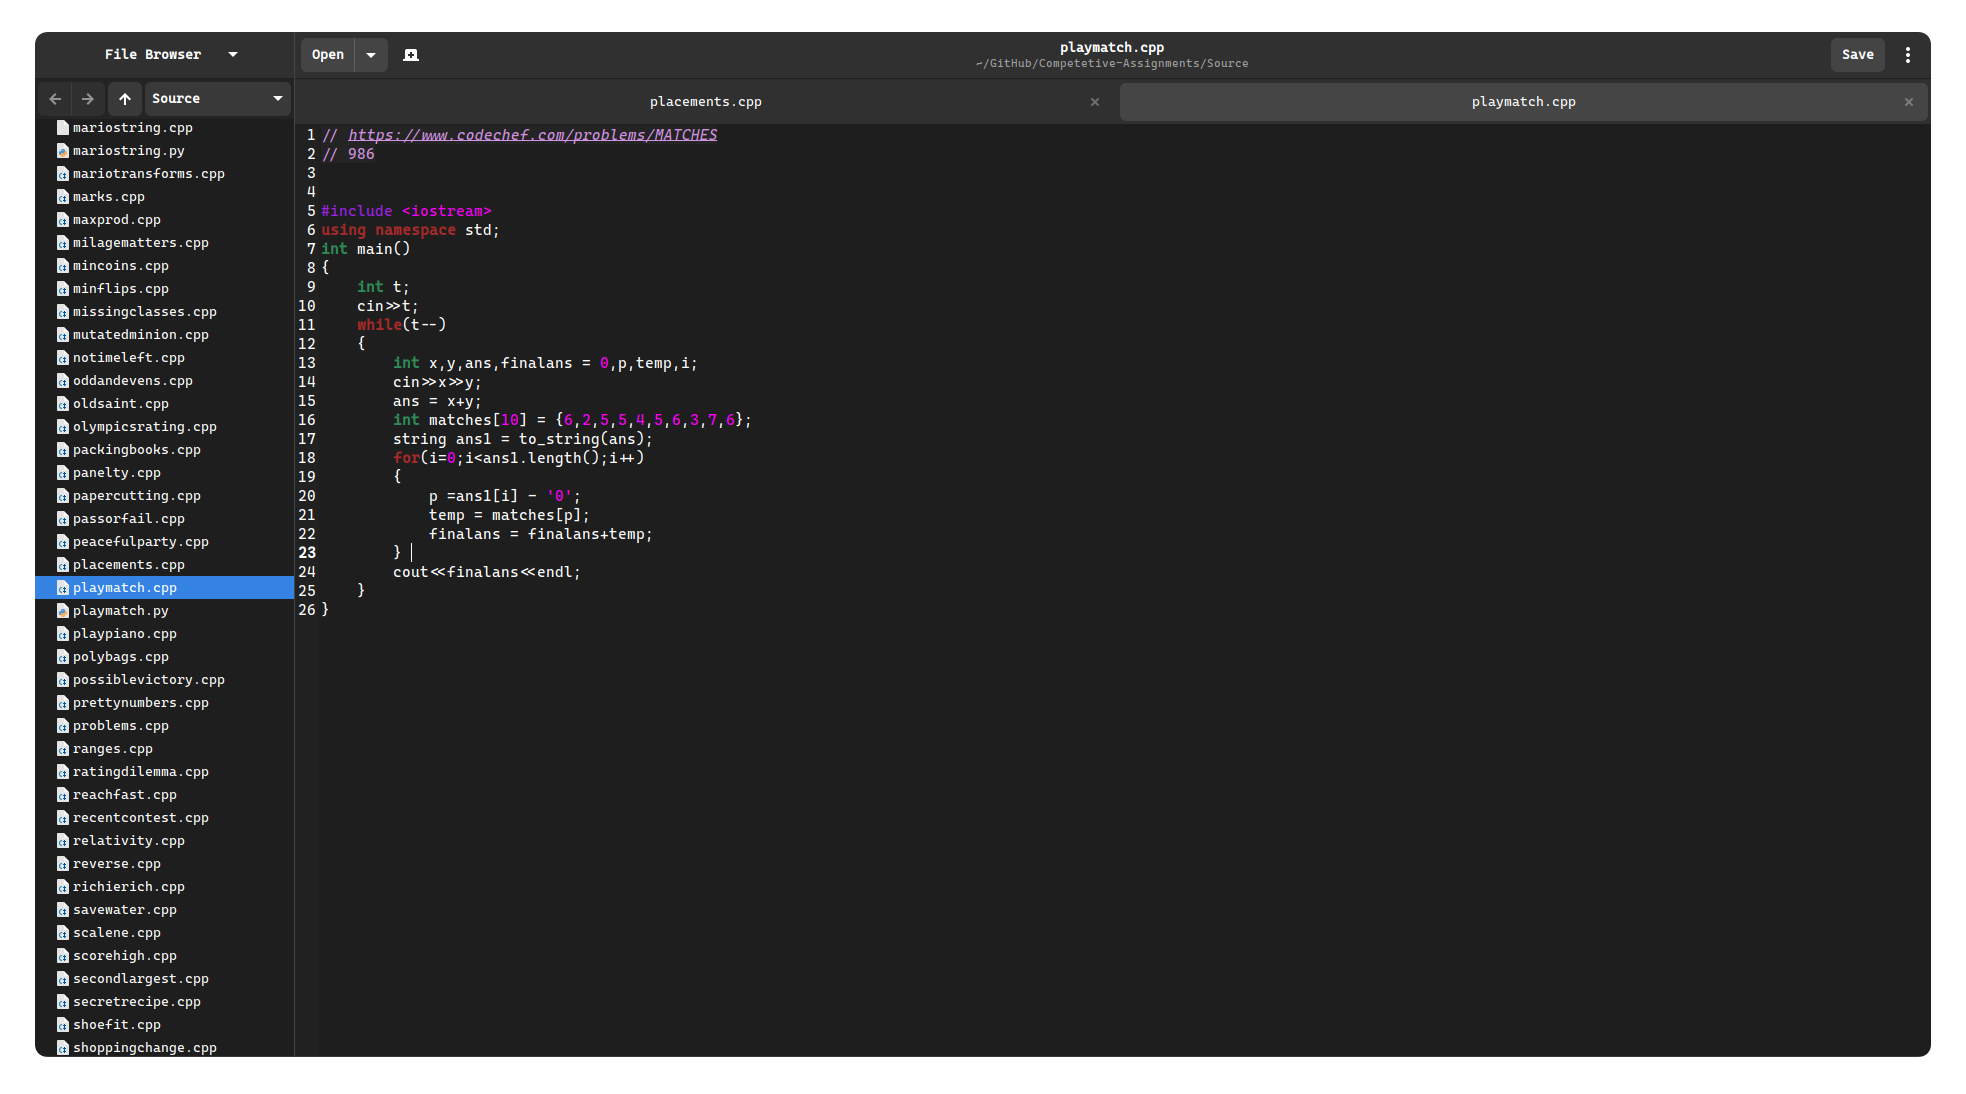 File Browser
Open
playmatch.cpp
~/GitHub/Competetive-Assignments/Source
Save
Source
placements.cpp
playmatch.cpp
mariostring.cpp
mariostring.py
mariotransforms.cpp
marks.cpp
maxprod.cpp
milagematters.cpp
mincoins.cpp
minflips.cpp
missingclasses.cpp
mutatedminion.cpp
notimeleft.cpp
oddandevens.cpp
oldsaint.cpp
olympicsrating.cpp
packingbooks.cpp
panelty.cpp
papercutting.cpp
passorfail.cpp
peacefulparty.cpp
placements.cpp
playmatch.cpp
playmatch.py
playpiano.cpp
polybags.cpp
possiblevictory.cpp
prettynumbers.cpp
problems.cpp
ranges.cpp
ratingdilemma.cpp
reachfast.cpp
recentcontest.cpp
relativity.cpp
reverse.cpp
richierich.cpp
savewater.cpp
scalene.cpp
scorehigh.cpp
secondlargest.cpp
secretrecipe.cpp
shoefit.cpp
shoppingchange.cpp
1 // https://www.codechef.com/problems/MATCHES
2 // 986
3
4
5 #include <iostream>
6 using namespace std;
7 int main()
8 {
9     int t;
10     cin>>t;
11     while(t--)
12     {
13         int x,y,ans,finalans = 0,p,temp,i;
14         cin>>x>>y;
15         ans = x+y;
16         int matches[10] = {6,2,5,5,4,5,6,3,7,6};
17         string ans1 = to_string(ans);
18         for(i=0;i<ans1.length();i++)
19         {
20             p =ans1[i] - '0';
21             temp = matches[p];
22             finalans = finalans+temp;
23         }
24         cout<<finalans<<endl;
25     }
26 }